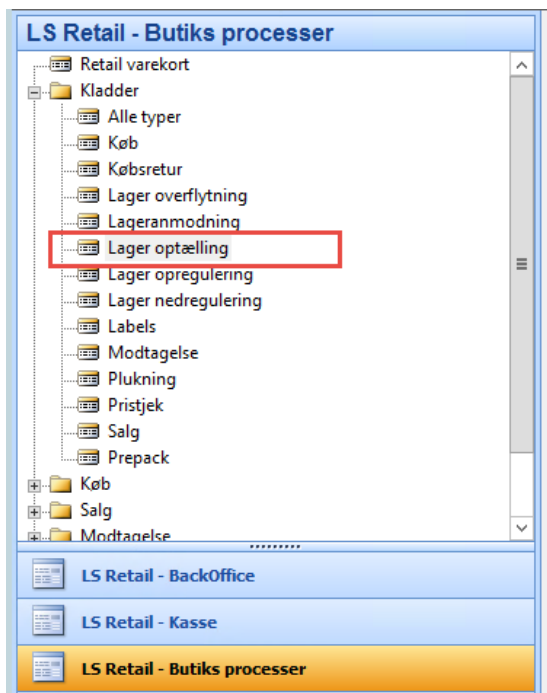 LS Retail - Butiks processer
Retail varekort
Kladder
Alle typer
Køb
Købsretur
Lager overflytning
Lageranmodning
Lager optælling
Lager opregulering
Lager nedregulering
Labels
Modtagelse
Plukning
Pristjek
Salg
Prepack
Køb
Salg
Modtagelse
LS Retail - BackOffice
LS Retail - Kasse
LS Retail - Butiks processer